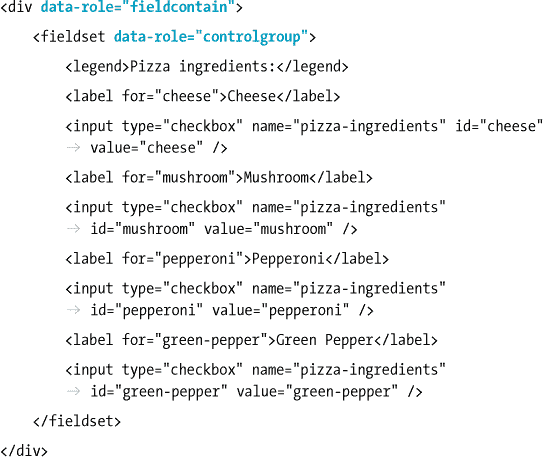 <div data-role="fieldcontain">
<fieldset data-role="controlgroup">
<legend>Pizza ingredients:</legend>
<label for="cheese">Cheese</label>
<input type="checkbox" name="pizza-ingredients" id="cheese"
→ value="cheese" />
<label for="mushroom">Mushroom</label>
<input type="checkbox" name="pizza-ingredients"
→ id="mushroom" value="mushroom" />
<label for="pepperoni">Pepperoni</label>
<input type="checkbox" name="pizza-ingredients"
→ id="pepperoni" value="pepperoni" />
<label for="green-pepper">Green Pepper</label>
<input type="checkbox" name="pizza-ingredients"
→ id="green-pepper" value="green-pepper" />
</fieldset>
</div>